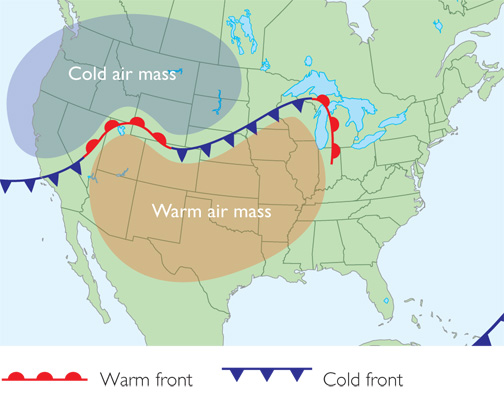 Cold air mass
Warm air mass
Warm front
Cold front